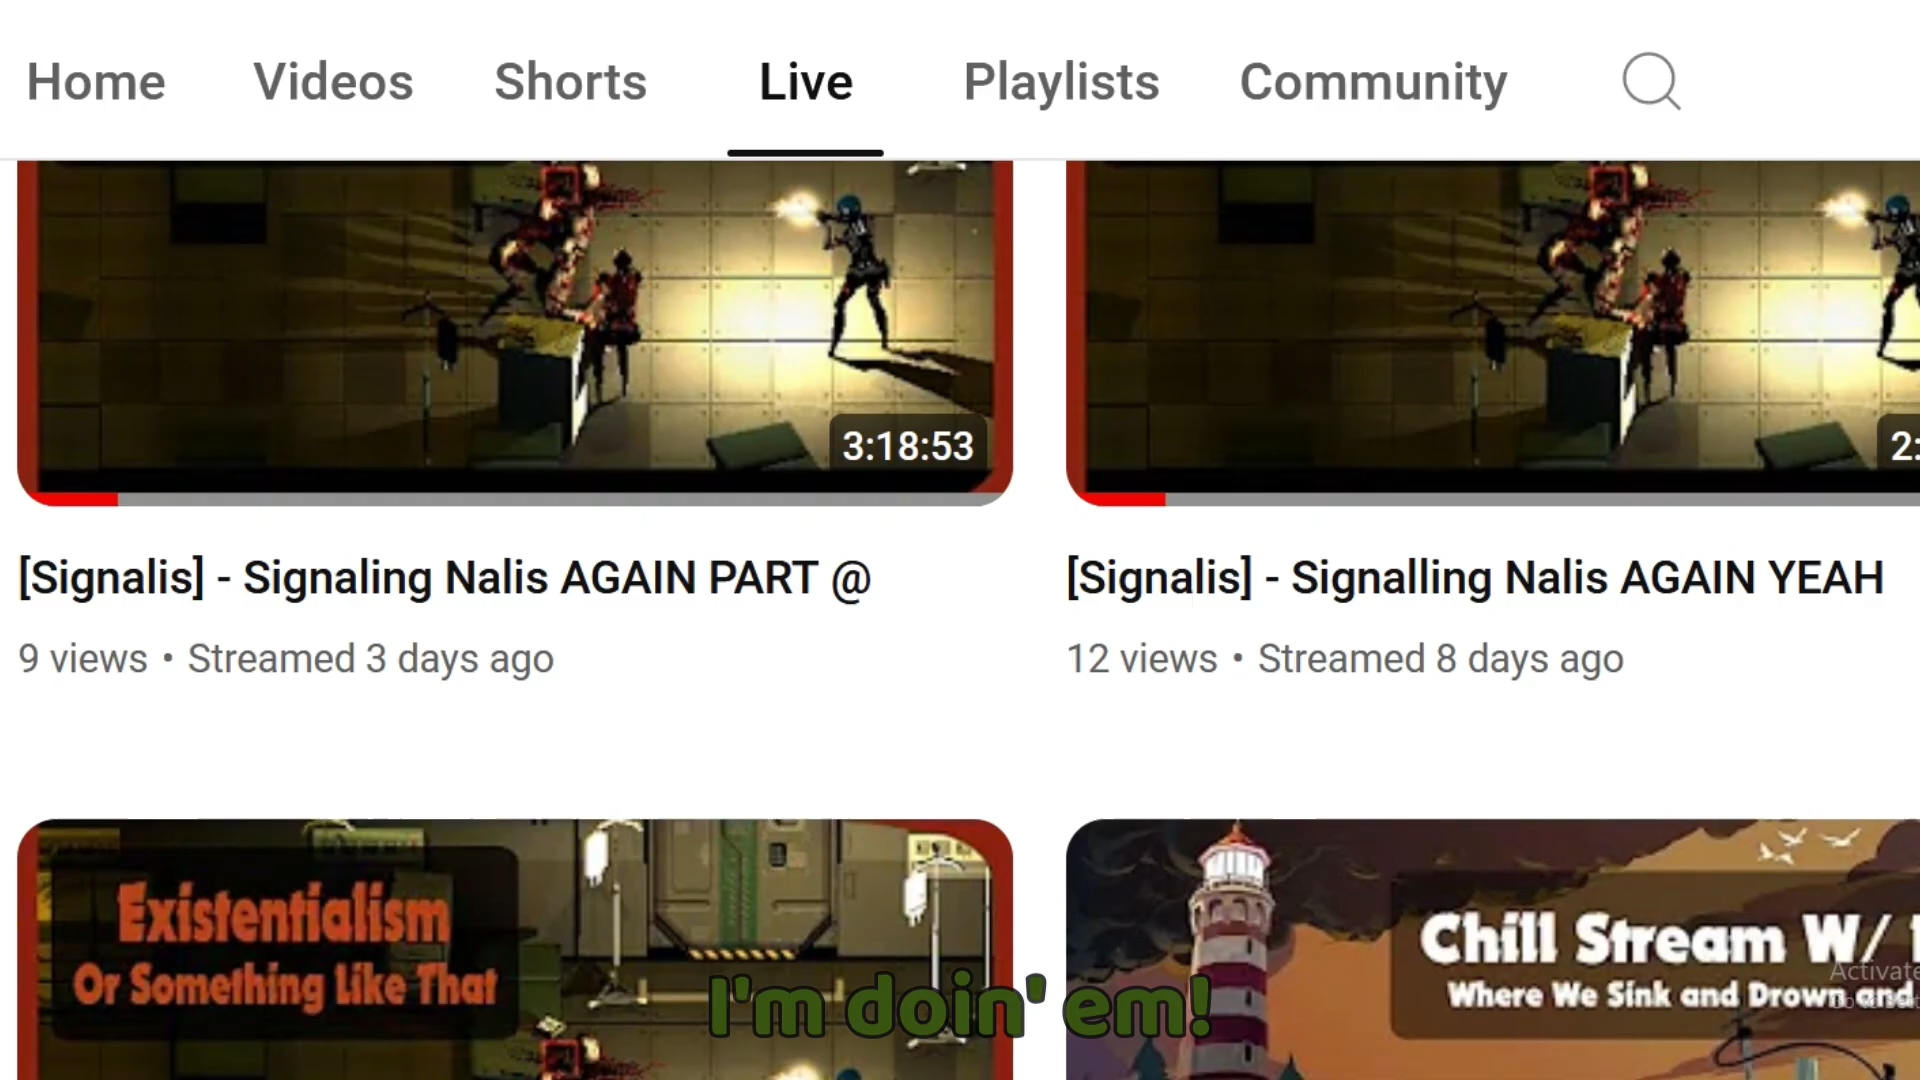 Home Videos Shorts Live Playlists Community
3:18:53
2:
[Signalis] - Signaling Nalis AGAIN PART @
[Signalis] - Signalling Nalis AGAIN YEAH
9 views • Streamed 3 days ago
12 views • Streamed 8 days ago
Existentialism
Or Something Like That
Chill Stream W/
Where We Sink and Drown and
Activate
I'm doin' em!